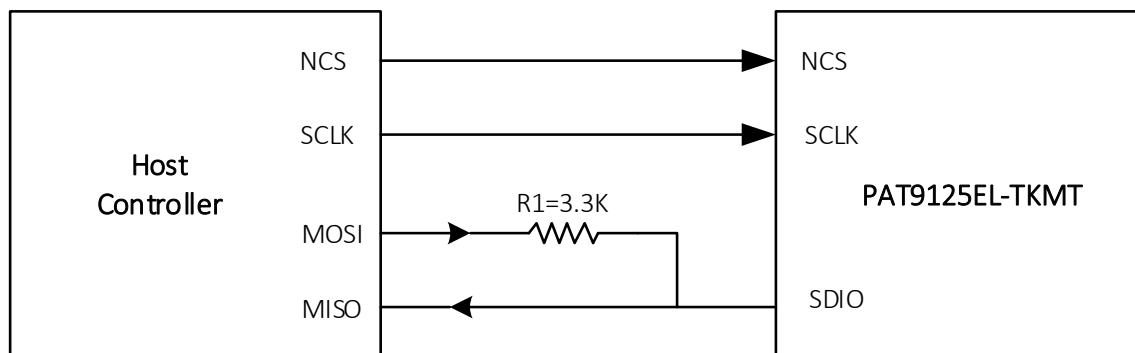 NCS
NCS
SCLK
SCLK
Host
Controller
PAT9125EL-TKMT
R1=3.3K
MOSI
MISO
SDIO